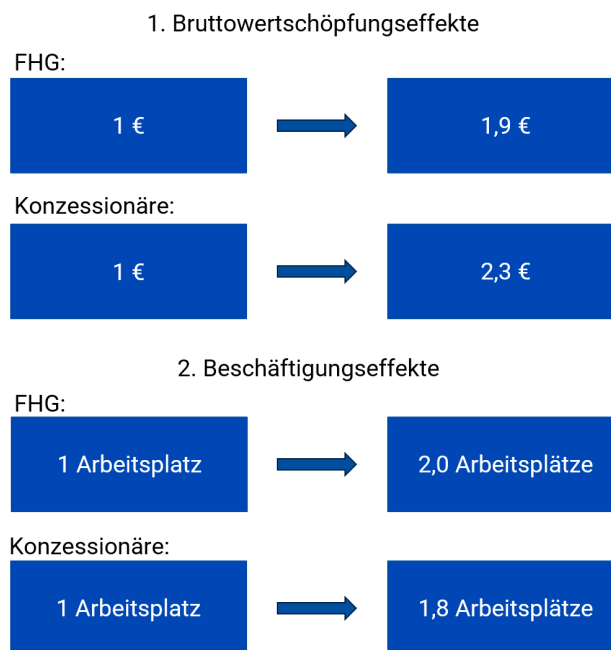 1. Bruttowertschöpfungseffekte
FHG:
1 €
1,9 €
Konzessionäre:
1 €
2,3 €
2. Beschäftigungseffekte
FHG:
1 Arbeitsplatz
2,0 Arbeitsplätze
Konzessionäre:
1 Arbeitsplatz
1,8 Arbeitsplätze